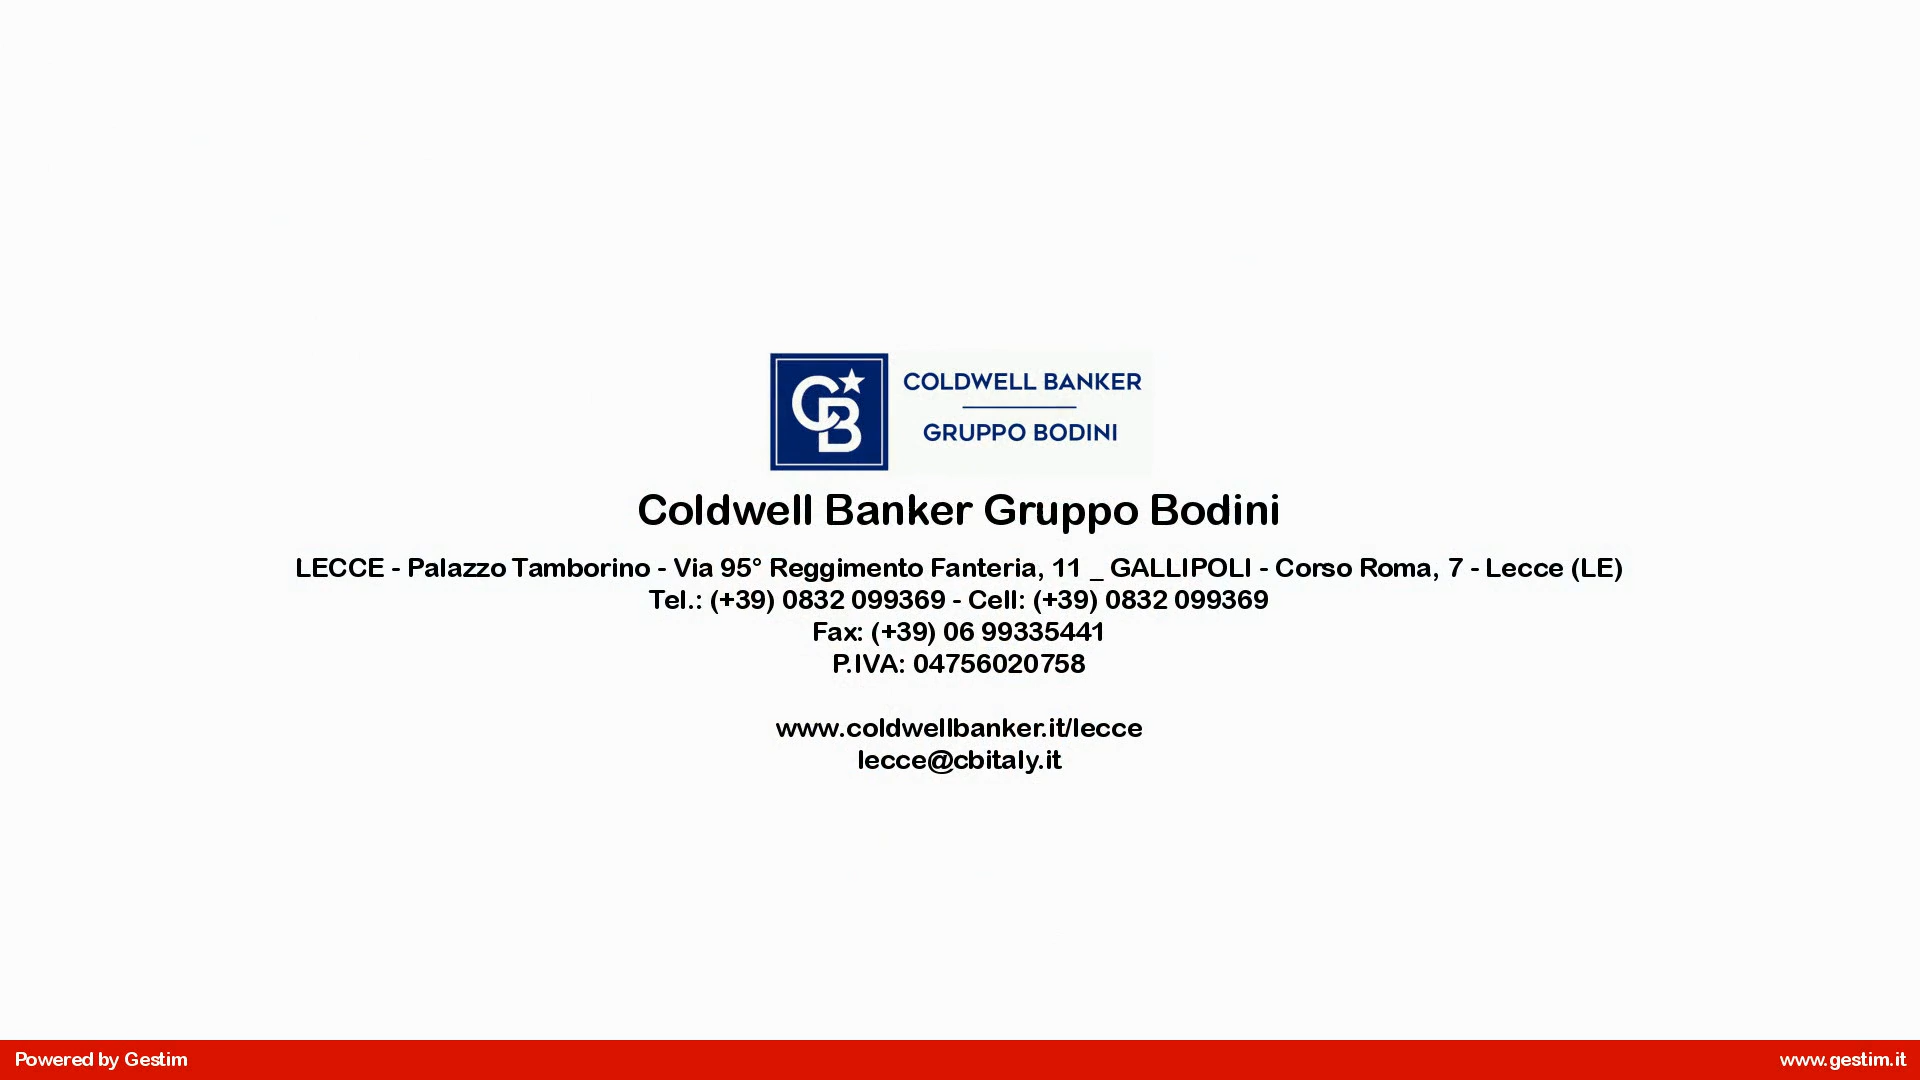 CB
COLDWELL BANKER
GRUPPO BODINI
Coldwell Banker Gruppo Bodini
LECCE - Palazzo Tamborino - Via 95° Reggimento Fanteria, 11 _ GALLIPOLI - Corso Roma, 7 - Lecce (LE)
Tel.: (+39) 0832 099369 - Cell: (+39) 0832 099369
Fax: (+39) 06 99335441
P.IVA: 04756020758
www.coldwellbanker.it/lecce
lecce@cbitaly.it
Powered by Gestim
www.gestim.it